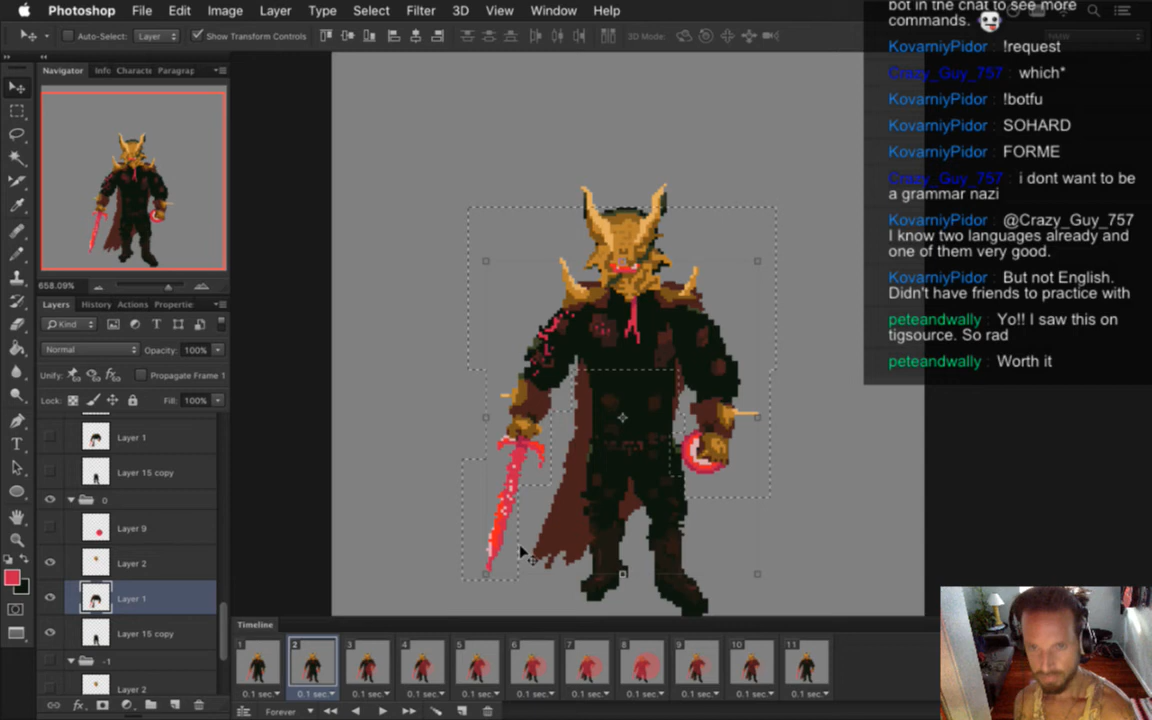 Photoshop File Edit Image Layer Type Select Filter 3D View Window Help
Auto-Select: Layer Show Transform Controls 3D Mode:
Navigator Info Characte Paragrap
658.09%
Layers History Actions Propertie
Kind
Normal Opacity: 100%
Unify: Propagate Frame 1
Lock: Fill: 100%
Layer 1
Layer 15 copy
0
Layer 9
Layer 2
Layer 1
Layer 15 copy
-1
Layer 2
bot in the chat to see more
commands.
KovarniyPidor : !request
Crazy_Guy_757 : which*
KovarniyPidor : !botfu
KovarniyPidor : SOHARD
KovarniyPidor : FORME
Crazy_Guy_757 : i dont want to be
a grammar nazi
KovarniyPidor : @Crazy_Guy_757
I know two languages already and
one of them very good.
KovarniyPidor : But not English.
Didn't have friends to practice with
peteandwally : Yo!! I saw this on
tigsource. So rad
peteandwally : Worth it
Timeline
1 2 3 4 5 6 7 8 9 10 11
0.1 sec. 0.1 sec. 0.1 sec. 0.1 sec. 0.1 sec. 0.1 sec. 0.1 sec. 0.1 sec. 0.1 sec. 0.1 sec. 0.1 sec.
Forever